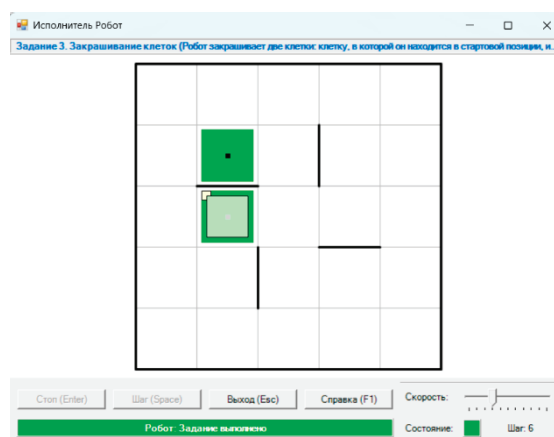 Исполнитель Робот
Задание 3. Закрашивание клеток (Робот закрашивает две клетки: клетку, в которой он находится в стартовой позиции, и..
Стоп (Enter)
Шаг (Space)
Выход (Esc)
Справка (F1)
Скорость:
Робот: Задание выполнено
Состояние:
Шаг: 6